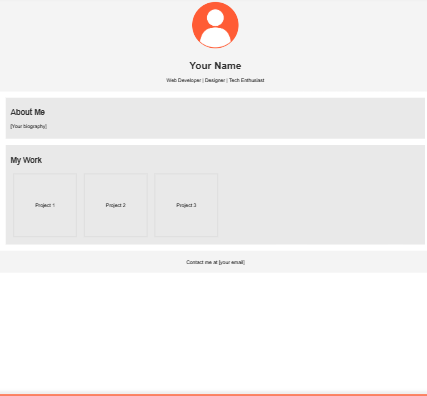 Your Name
Web Developer | Designer | Tech Enthusiast
About Me
[Your biography]
My Work
Project 1
Project 2
Project 3
Contact me at [your email]